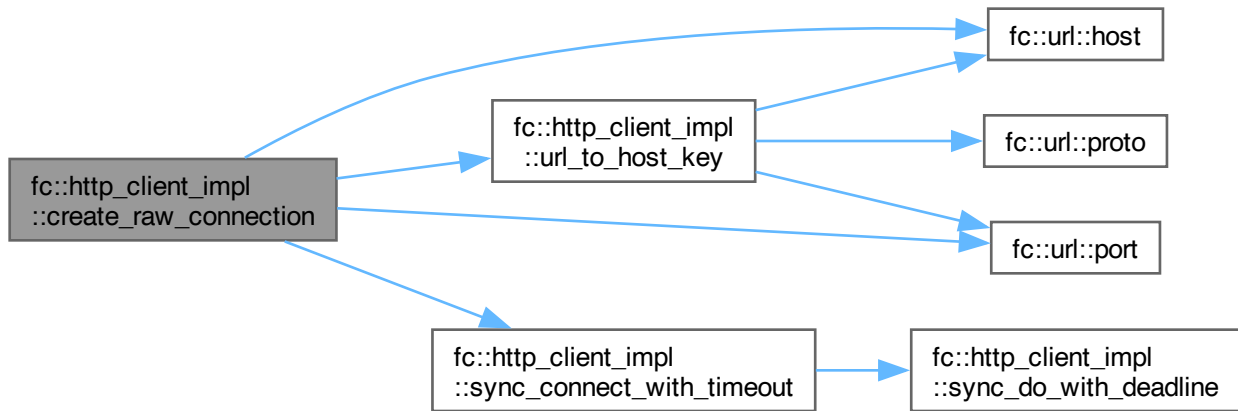 fc::url::host
fc::http_client_impl
::url_to_host_key
fc::url::proto
fc::http_client_impl
::create_raw_connection
fc::url::port
fc::http_client_impl
::sync_connect_with_timeout
fc::http_client_impl
::sync_do_with_deadline